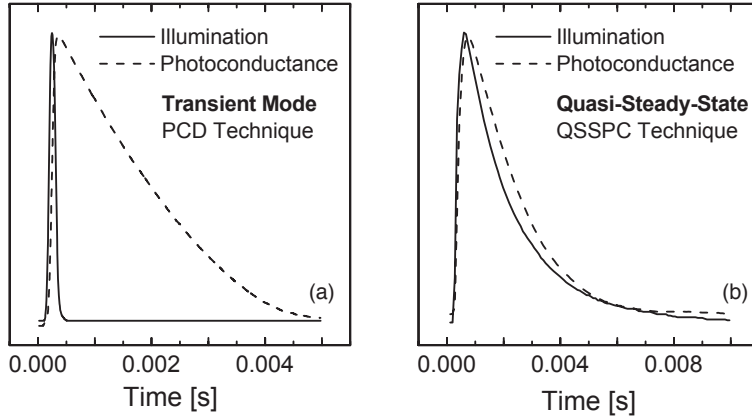 Illumination
Photoconductance
Transient Mode
PCD Technique
(a)
0.000
0.002
0.004
Time [s]
Illumination
Photoconductance
Quasi-Steady-State
QSSPC Technique
(b)
0.000
0.004
0.008
Time [s]